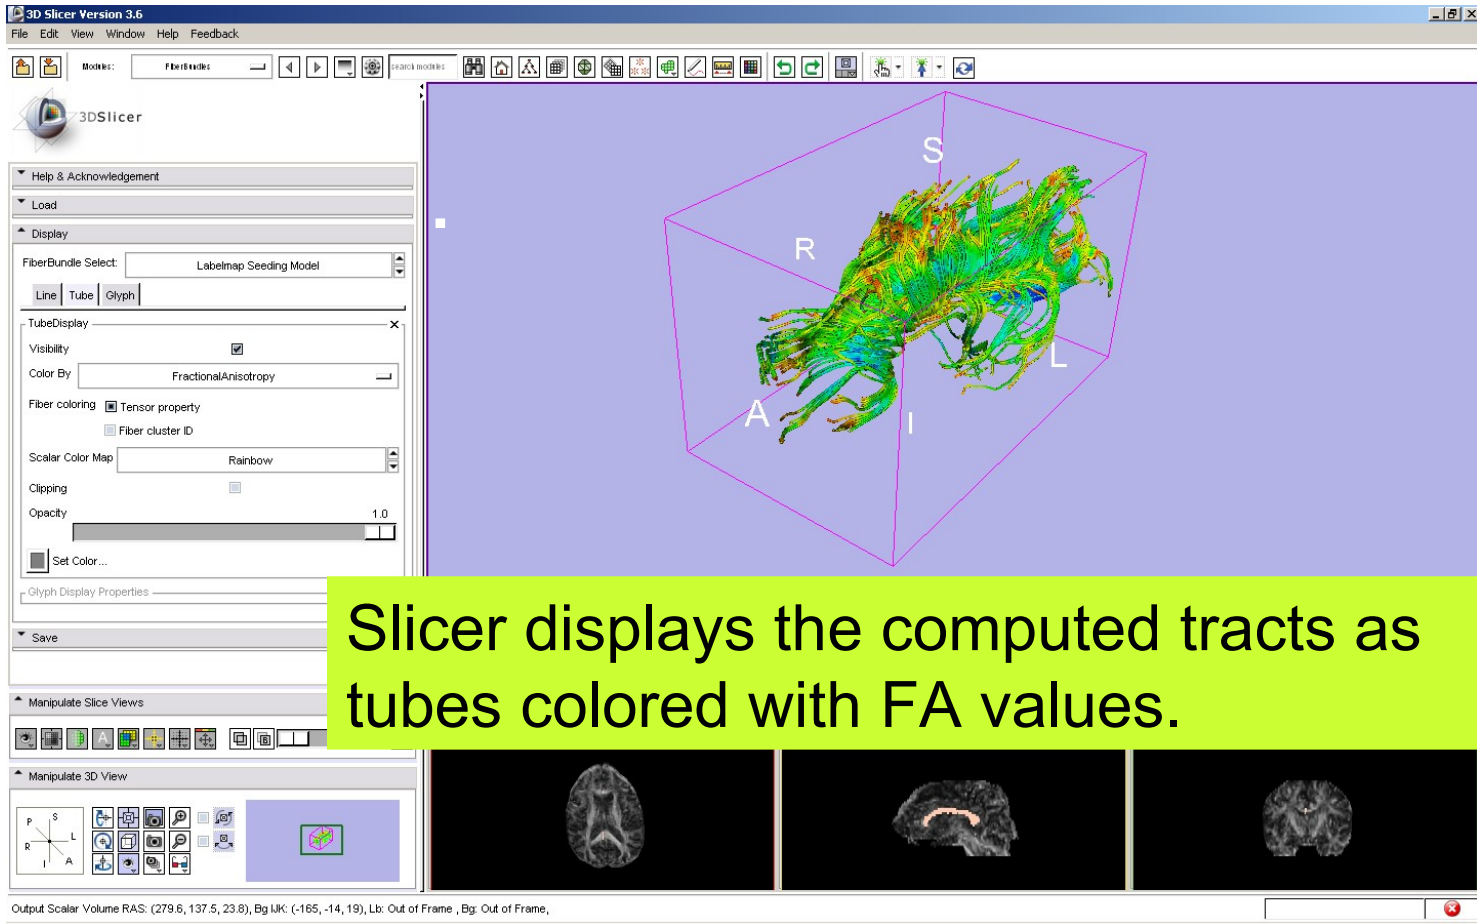 3D Slicer Version 3.6
File Edit View Window Help Feedback
Modules: FiberBundles search modules
3DSlicer
Help & Acknowledgement
Load
Display
FiberBundle Select: Labelmap Seeding Model
Line Tube Glyph
TubeDisplay
Visibility
Color By FractionalAnisotropy
Fiber coloring Tensor property
Fiber cluster ID
Scalar Color Map Rainbow
Clipping
Opacity 1.0
Set Color...
Glyph Display Properties
Save
Manipulate Slice Views
Manipulate 3D View
P S
R L
I A
S
R
L
A
I
Slicer displays the computed tracts as
tubes colored with FA values.
Output Scalar Volume RAS: (279.6, 137.5, 23.8), Bg IJK: (-165, -14, 19), Lb: Out of Frame , Bg: Out of Frame,